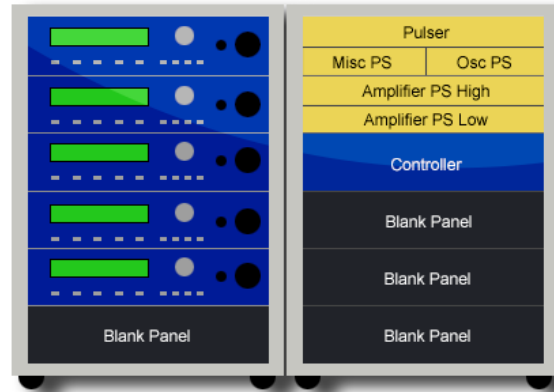 Pulser
Misc PS
Osc PS
Amplifier PS High
Amplifier PS Low
Controller
Blank Panel
Blank Panel
Blank Panel
Blank Panel